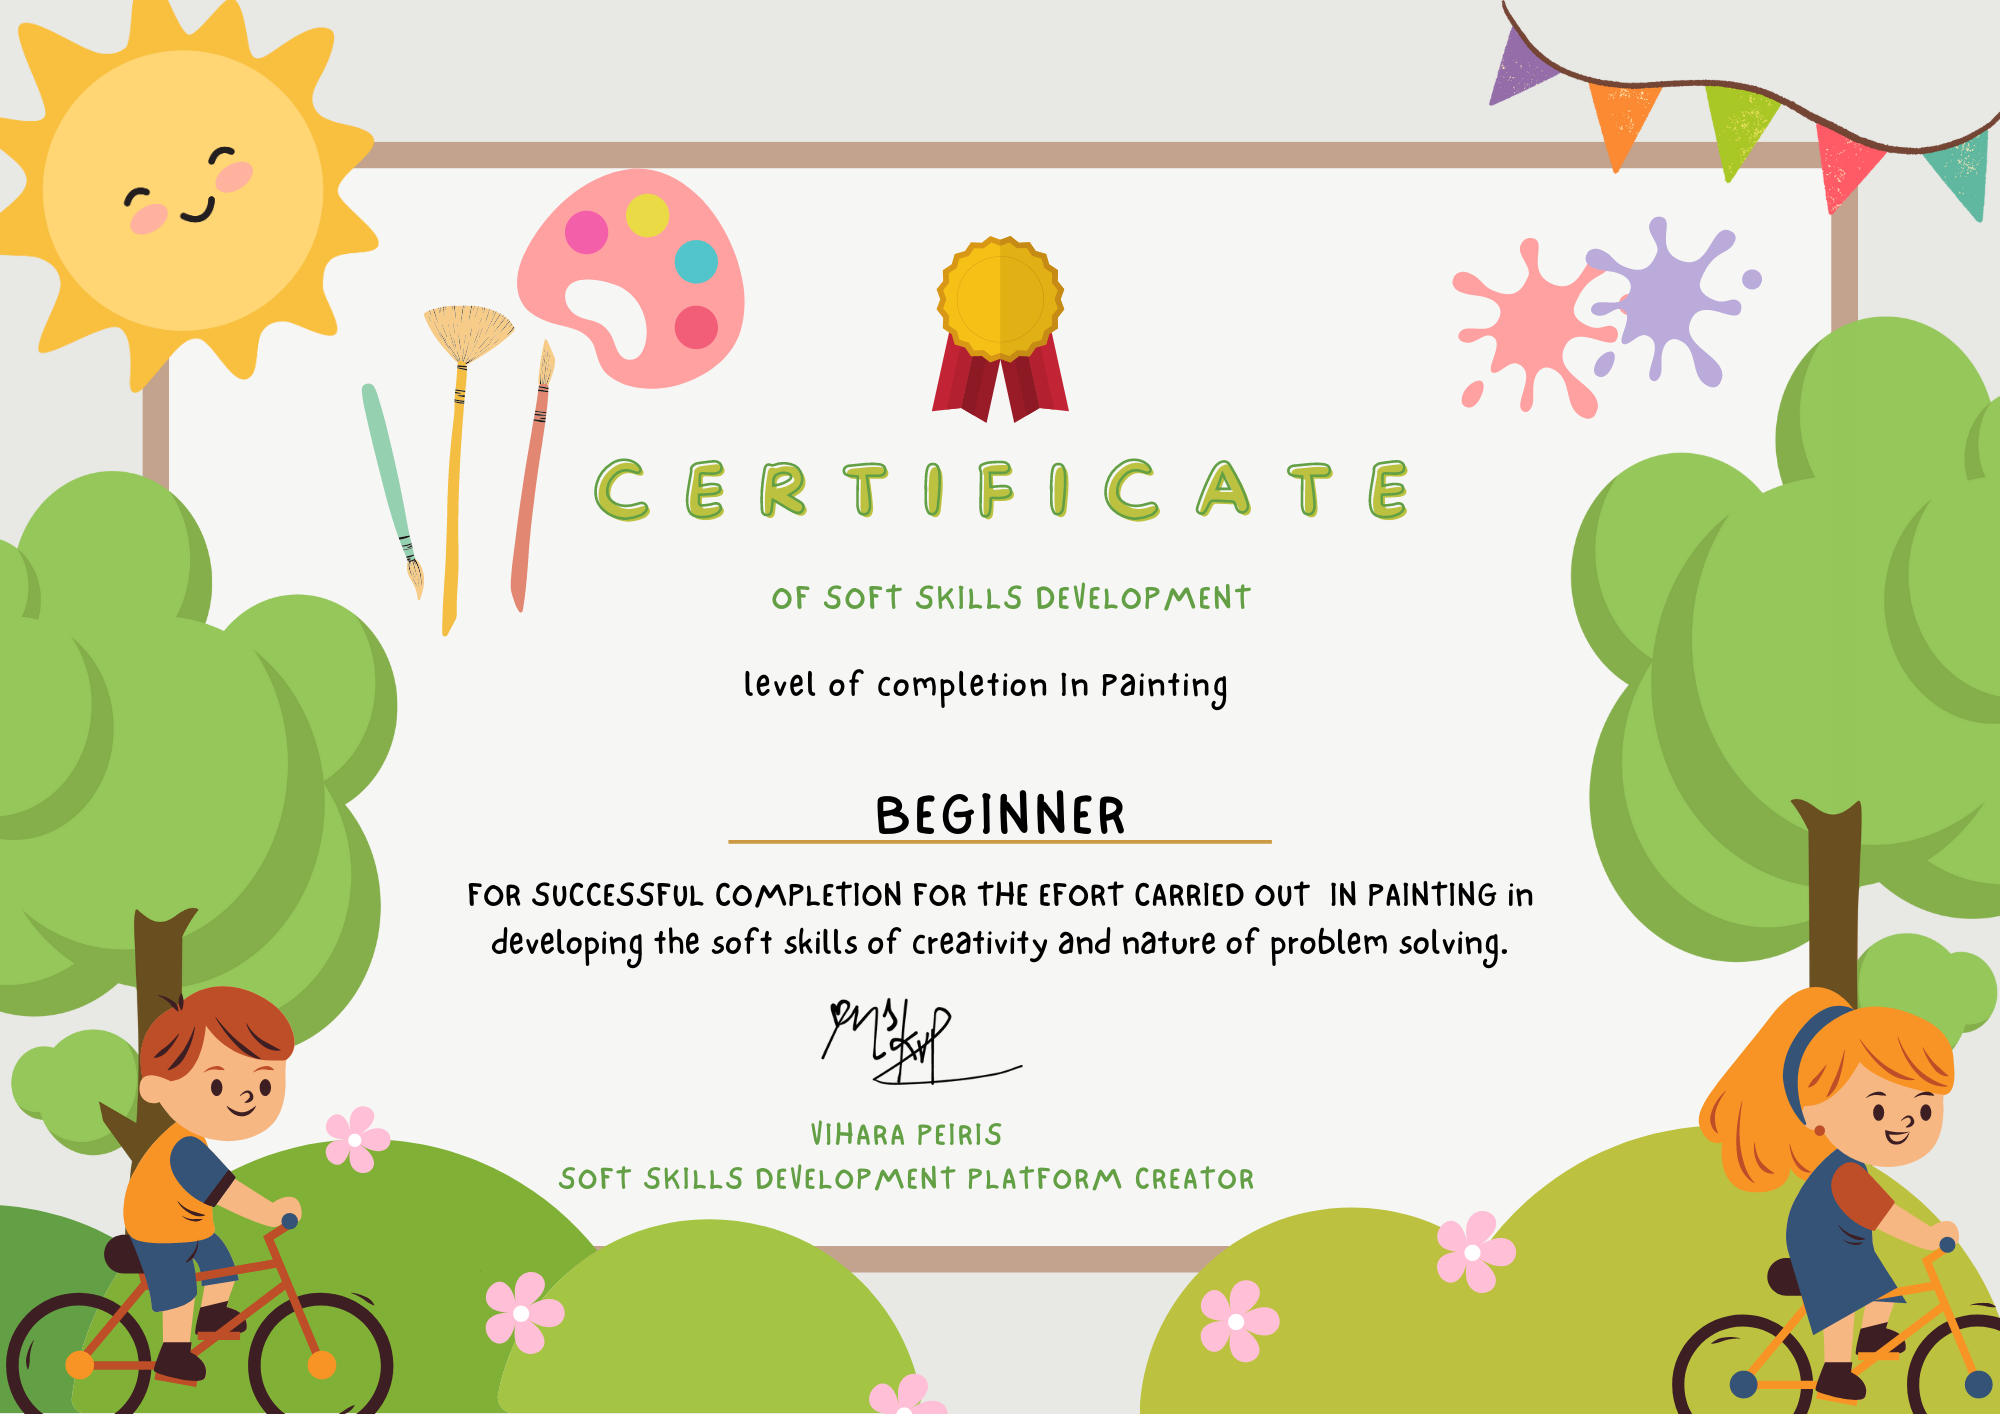 CERTIFICATE
OF SOFT SKILLS DEVELOPMENT
level of completion In Painting
BEGINNER
FOR SUCCESSFUL COMPLETION FOR THE EFORT CARRIED OUT IN PAINTING in
developing the soft skills of creativity and nature of problem solving.
VIHARA PEIRIS
SOFT SKILLS DEVELOPMENT PLATFORM CREATOR